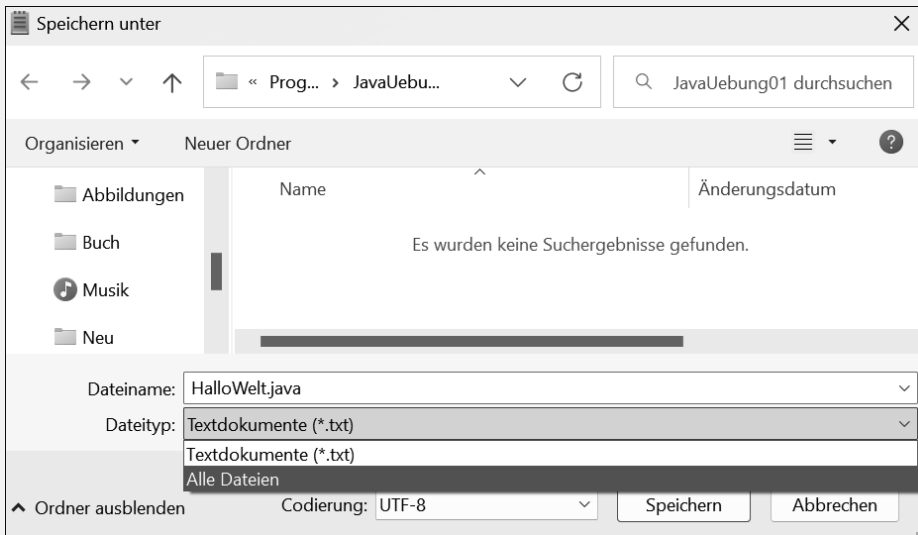 Speichern unter
« Prog... › JavaUebu...
JavaUebung01 durchsuchen
Organisieren
Neuer Ordner
?
Abbildungen
Name
Änderungsdatum
Buch
Es wurden keine Suchergebnisse gefunden.
Musik
Neu
Dateiname: HalloWelt.java
Dateityp: Textdokumente (*.txt)
Textdokumente (*.txt)
Alle Dateien
Ordner ausblenden
Codierung: UTF-8
Speichern
Abbrechen